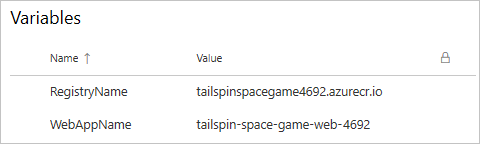 Variables
Name ↑ Value
RegistryName tailspinspacegame4692.azurecr.io
WebAppName tailspin-space-game-web-4692